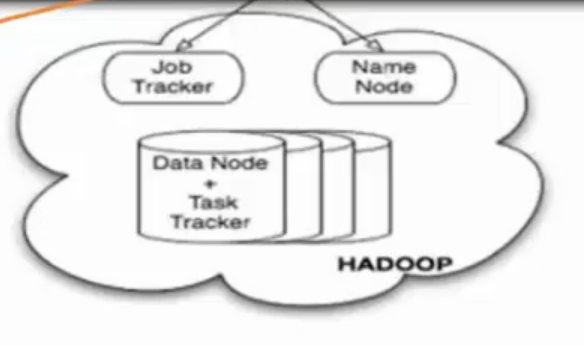 Job
Tracker
Name
Node
Data Node
+
Task
Tracker
HADOOP